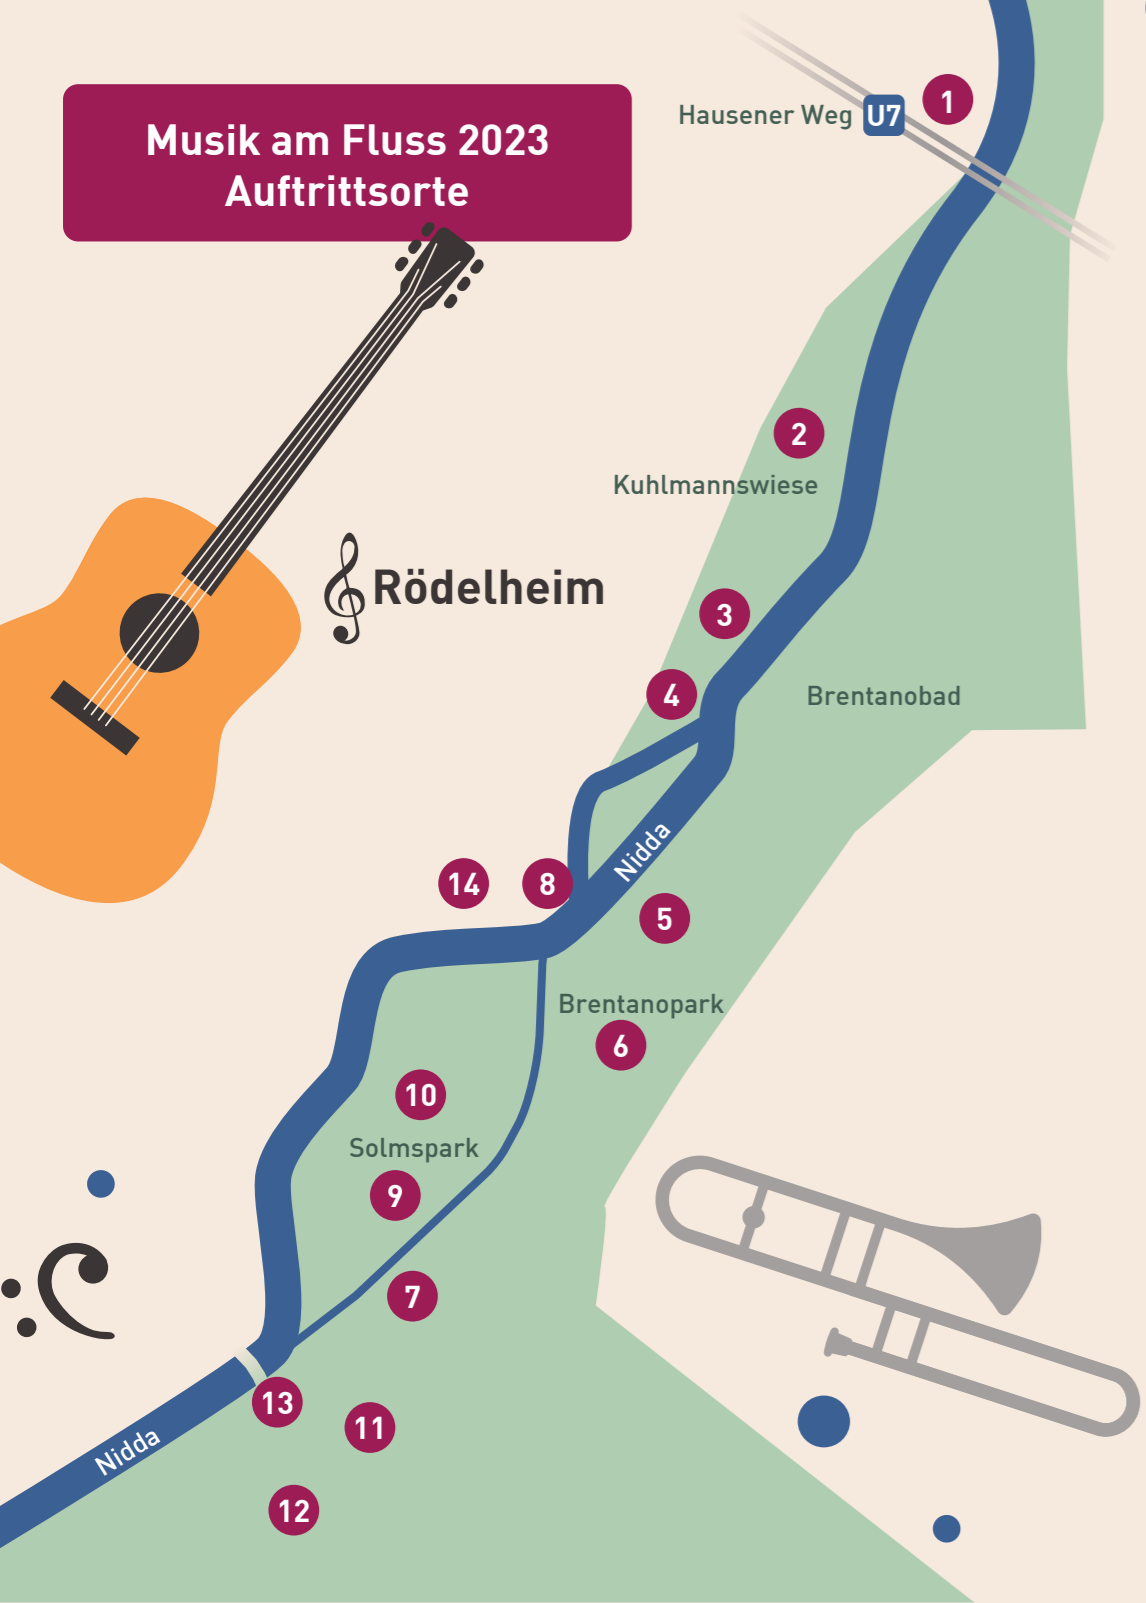 Musik am Fluss 2023
Auftrittsorte
Hausener Weg U7
1
2
Kuhlmannswiese
Rödelheim
3
4
Brentanobad
Nidda
14
8
5
Brentanopark
6
10
Solmspark
9
7
13
11
Nidda
12